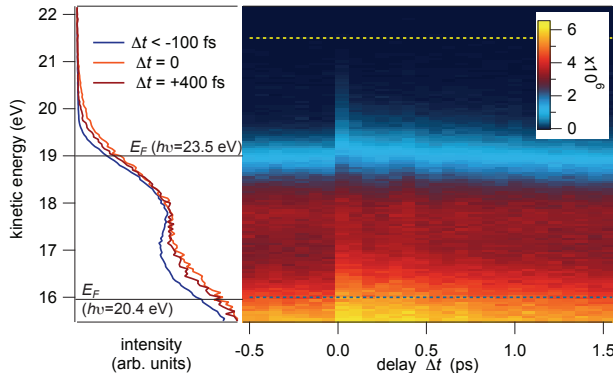 22
21
20
19
18
17
16
kinetic energy (eV)
Δt < -100 fs
Δt = 0
Δt = +400 fs
E_F (hυ=23.5 eV)
E_F
(hυ=20.4 eV)
intensity
(arb. units)
6
4
2
0
x10^6
-0.5
0.0
0.5
1.0
1.5
delay Δt (ps)